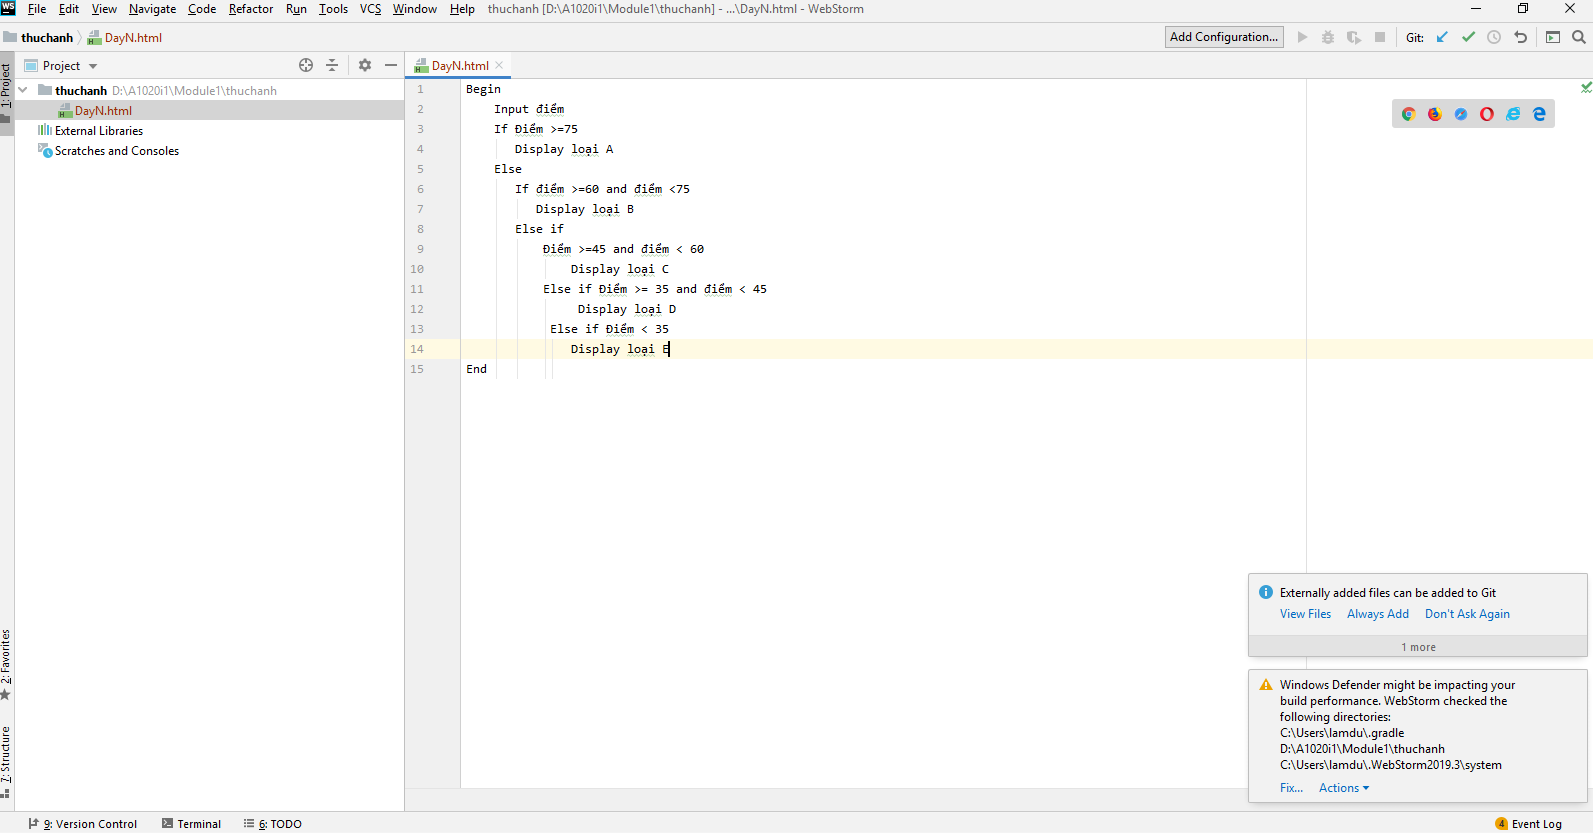 File Edit View Navigate Code Refactor Run Tools VCS Window Help thuchanh [D:\A1020i1\Module1\thuchanh] - ...\DayN.html - WebStorm
thuchanh DayN.html Add Configuration... Git:
Project DayN.html
1: Project
thuchanh D:\A1020i1\Module1\thuchanh
DayN.html
External Libraries
Scratches and Consoles
1 Begin
2 Input điểm
3 If Điểm >=75
4 Display loại A
5 Else
6 If điểm >=60 and điểm <75
7 Display loại B
8 Else if
9 Điểm >=45 and điểm < 60
10 Display loại C
11 Else if Điểm >= 35 and điểm < 45
12 Display loại D
13 Else if Điểm < 35
14 Display loại E
15 End
Externally added files can be added to Git
View Files Always Add Don't Ask Again
1 more
Windows Defender might be impacting your
build performance. WebStorm checked the
following directories:
C:\Users\lamdu\.gradle
D:\A1020i1\Module1\thuchanh
C:\Users\lamdu\.WebStorm2019.3\system
Fix... Actions
2: Favorites
7: Structure
9: Version Control Terminal 6: TODO 4 Event Log